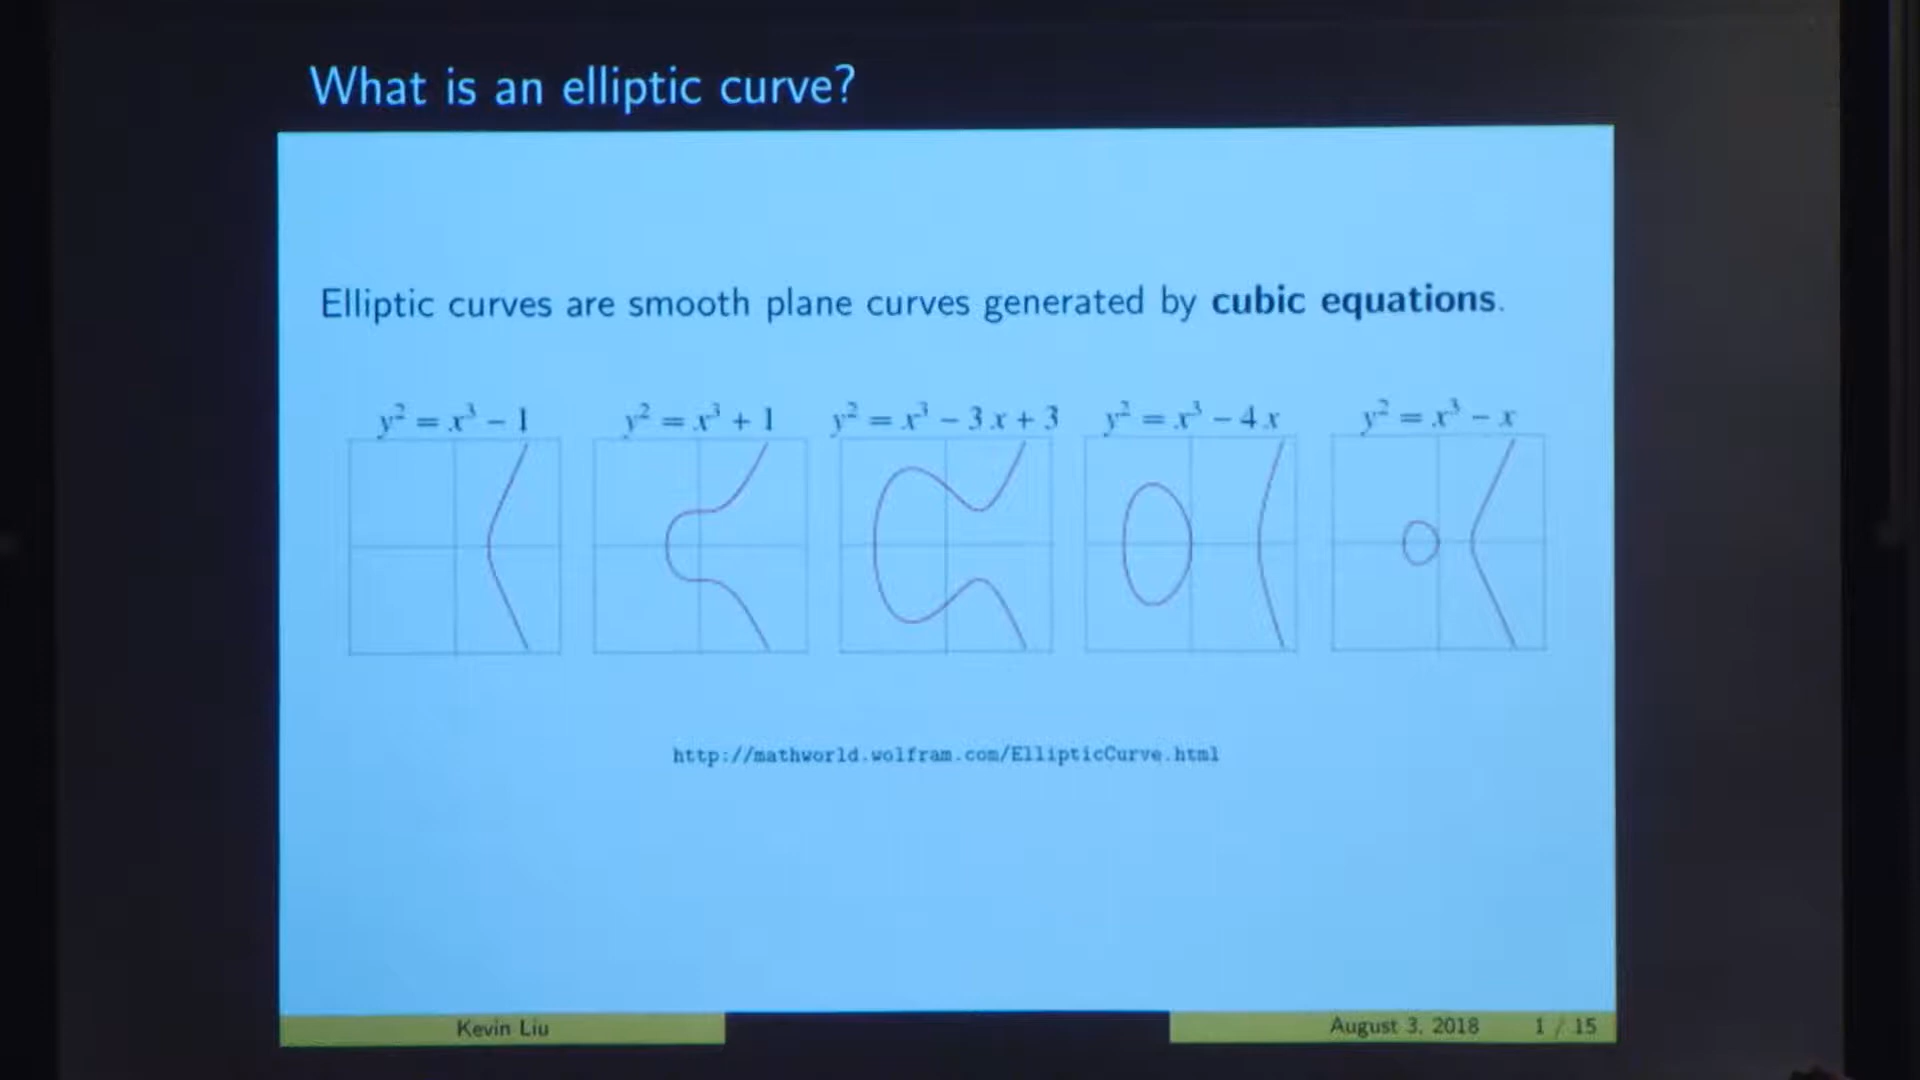 What is an elliptic curve?
Elliptic curves are smooth plane curves generated by cubic equations.
y² = x³ − 1
y² = x³ + 1
y² = x³ − 3 x + 3
y² = x³ − 4 x
y² = x³ − x
http://mathworld.wolfram.com/EllipticCurve.html
Kevin Liu
August 3, 2018 1 / 15